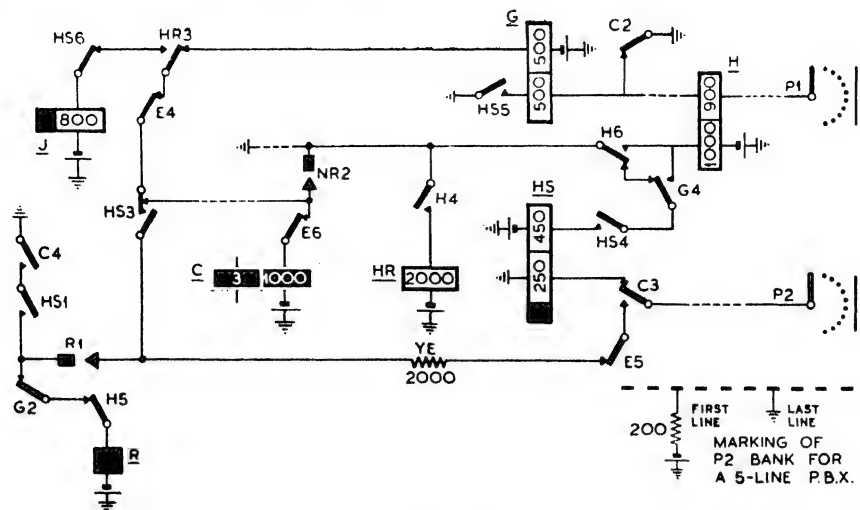 G
H
HS6
HR3
500
500
C2
900
1000
P1
HS5
800
J
E4
NR2
H6
G4
H4
HS
450
250
HS4
HS3
E6
C
3
1000
HR
2000
C3
P2
C4
HS1
R1
YE
2000
E5
G2
H5
R
200
FIRST LINE
LAST LINE
MARKING OF
P2 BANK FOR
A 5-LINE P.B.X.